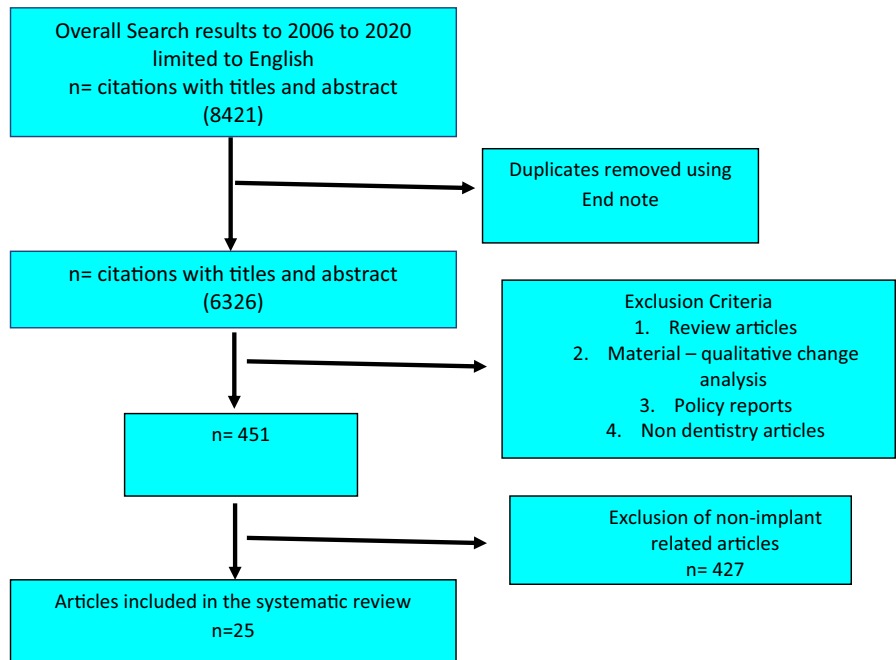 Overall Search results to 2006 to 2020
limited to English
n= citations with titles and abstract
(8421)
Duplicates removed using
End note
n= citations with titles and abstract
(6326)
Exclusion Criteria
1. Review articles
2. Material – qualitative change
analysis
3. Policy reports
4. Non dentistry articles
n= 451
Exclusion of non-implant
related articles
n= 427
Articles included in the systematic review
n=25